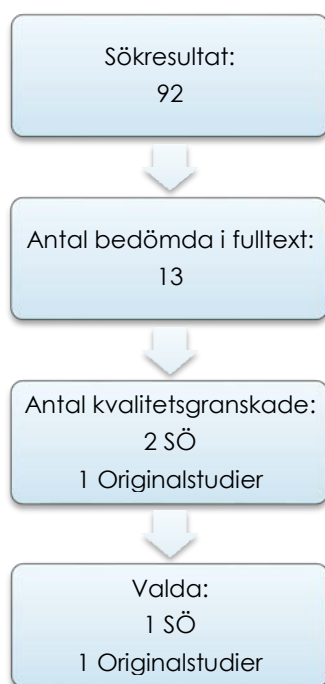 Sökresultat:
92
Antal bedömda i fulltext:
13
Antal kvalitetsgranskade:
2 SÖ
1 Originalstudier
Valda:
1 SÖ
1 Originalstudier